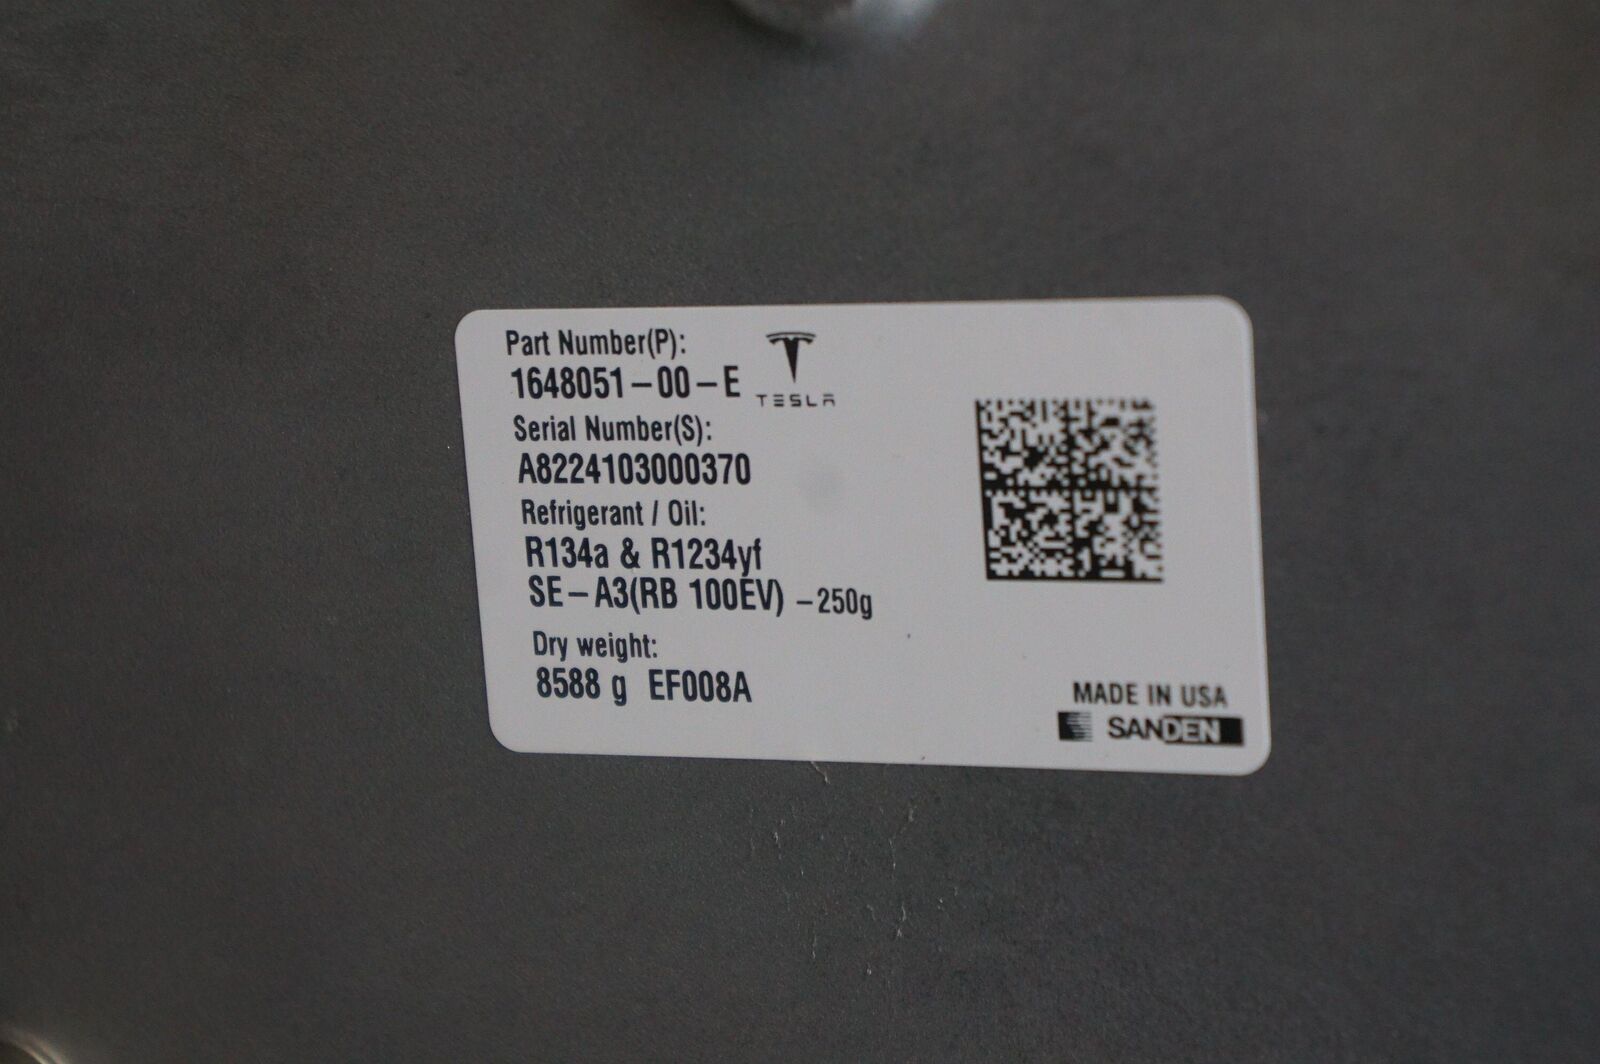 Part Number(P):
1648051-00-E
TESLA
Serial Number(S):
A8224103000370
Refrigerant / Oil:
R134a & R1234yf
SE-A3(RB 100EV) -250g
Dry weight:
8588 g EF008A
MADE IN USA
SANDEN